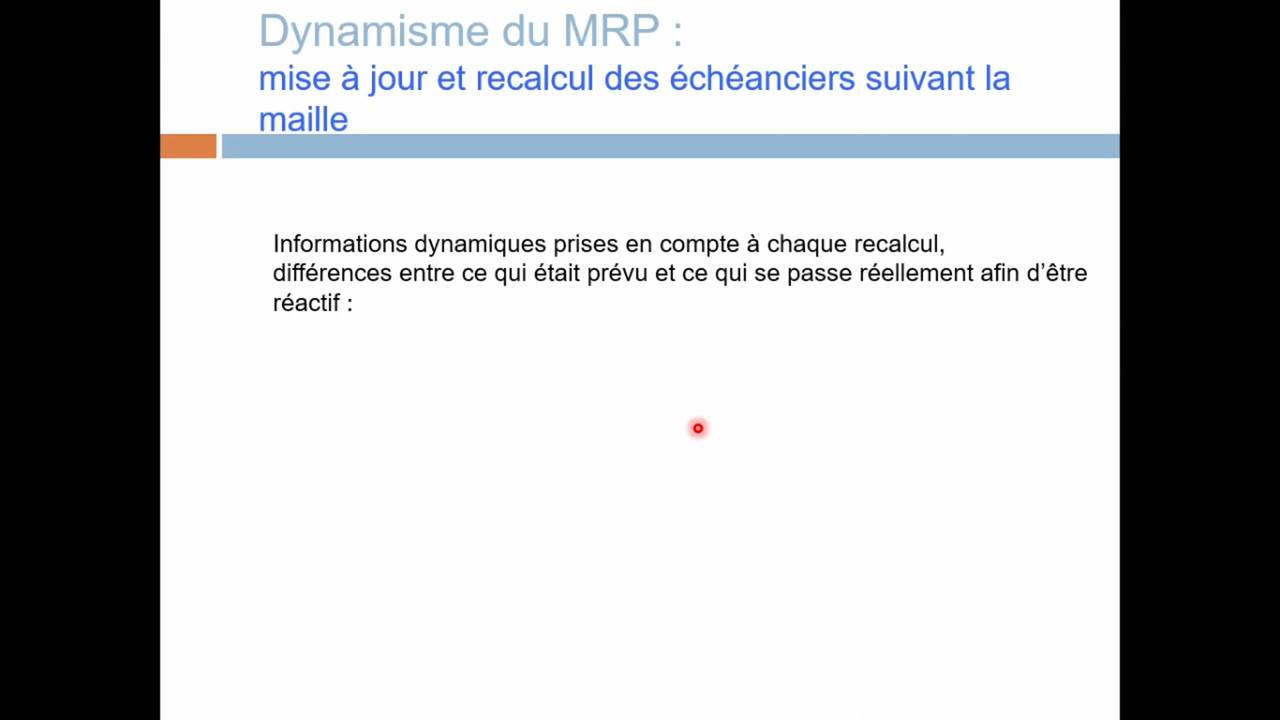 Dynamisme du MRP :
mise à jour et recalcul des échéanciers suivant la
maille
Informations dynamiques prises en compte à chaque recalcul,
différences entre ce qui était prévu et ce qui se passe réellement afin d’être
réactif :